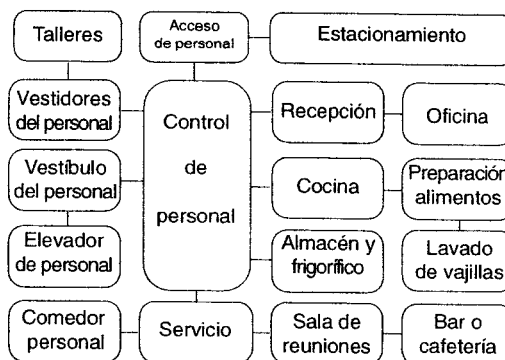 Talleres
Acceso
de personal
Estacionamiento
Vestidores
del personal
Control
de
personal
Recepción
Oficina
Vestíbulo
del personal
Cocina
Preparación
alimentos
Elevador
de personal
Almacén y
frigorífico
Lavado
de vajillas
Comedor
personal
Servicio
Sala de
reuniones
Bar o
cafetería